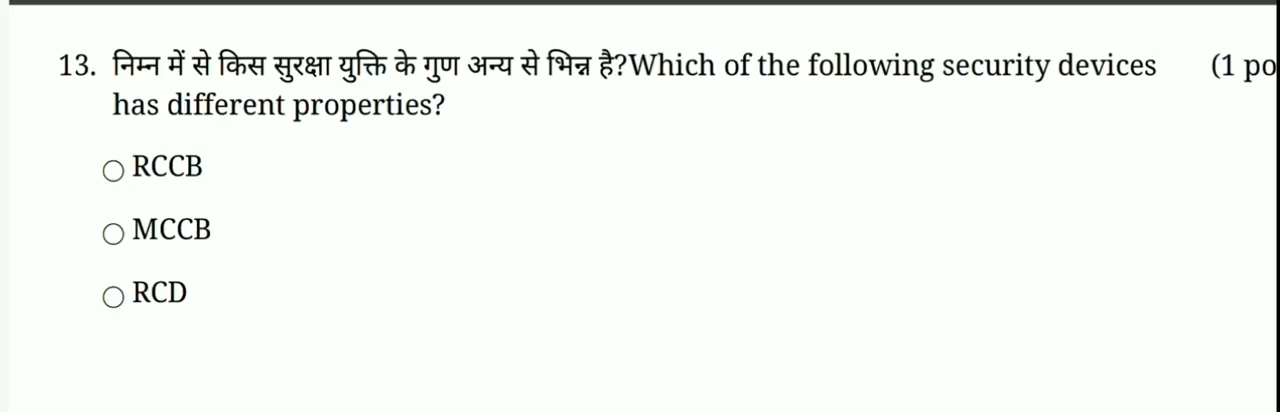 13. निम्न में से किस सुरक्षा युक्ति के गुण अन्य से भिन्न है?Which of the following security devices (1 po
has different properties?
RCCB
MCCB
RCD